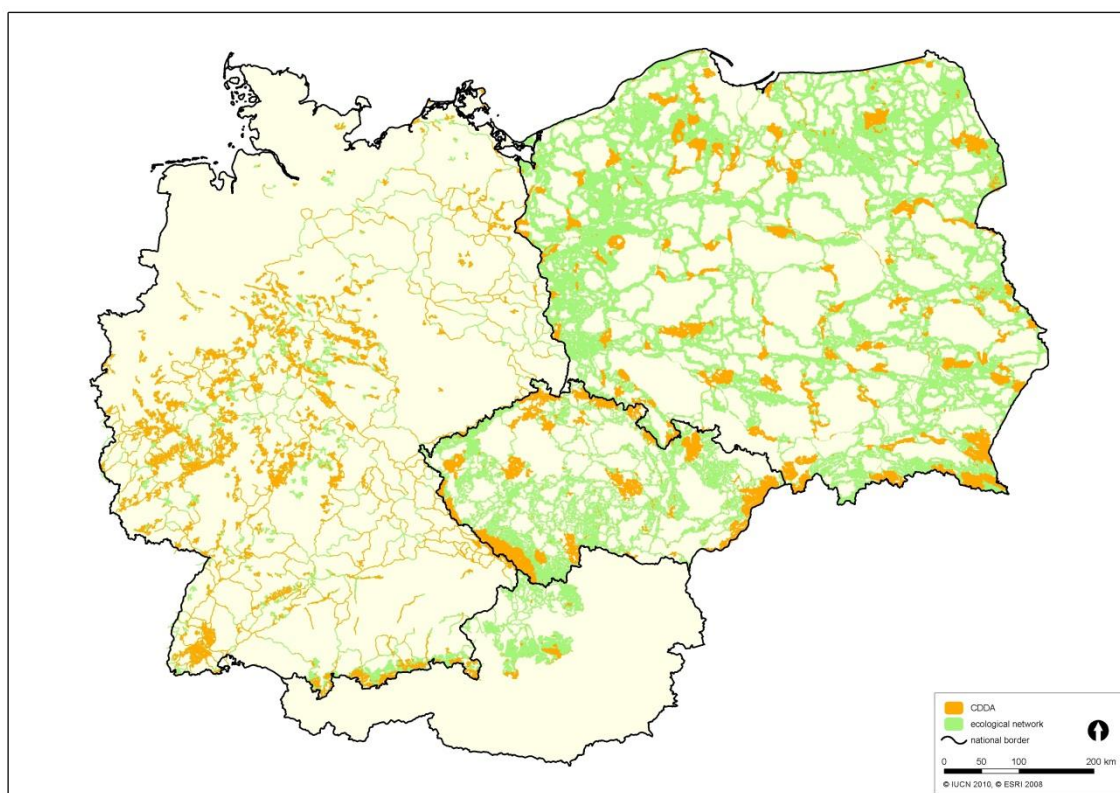 CDDA
ecological network
national border
0 50 100 200 km
© IUCN 2010, © ESRI 2008